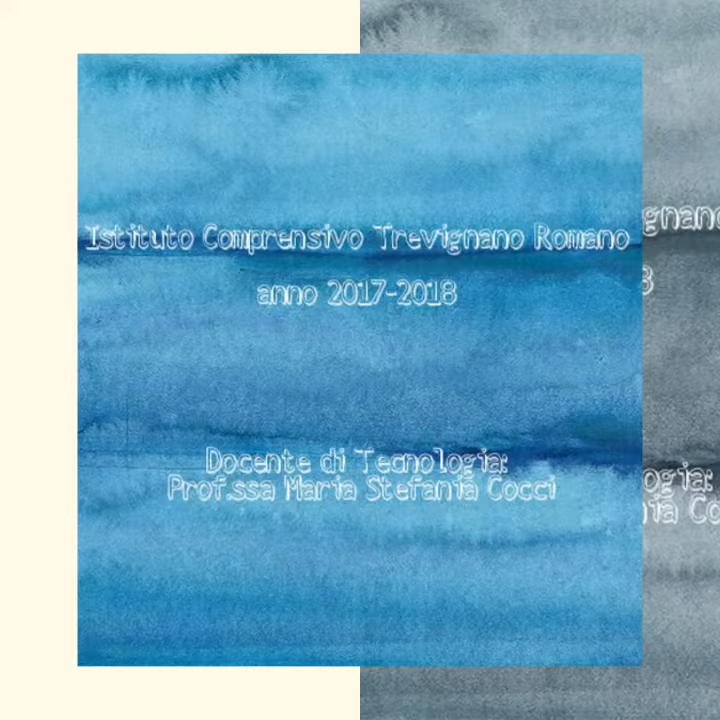 Istituto Comprensivo Trevignano Romano
anno 2017-2018
Docente di Tecnologia:
Prof.ssa Maria Stefania Cocci